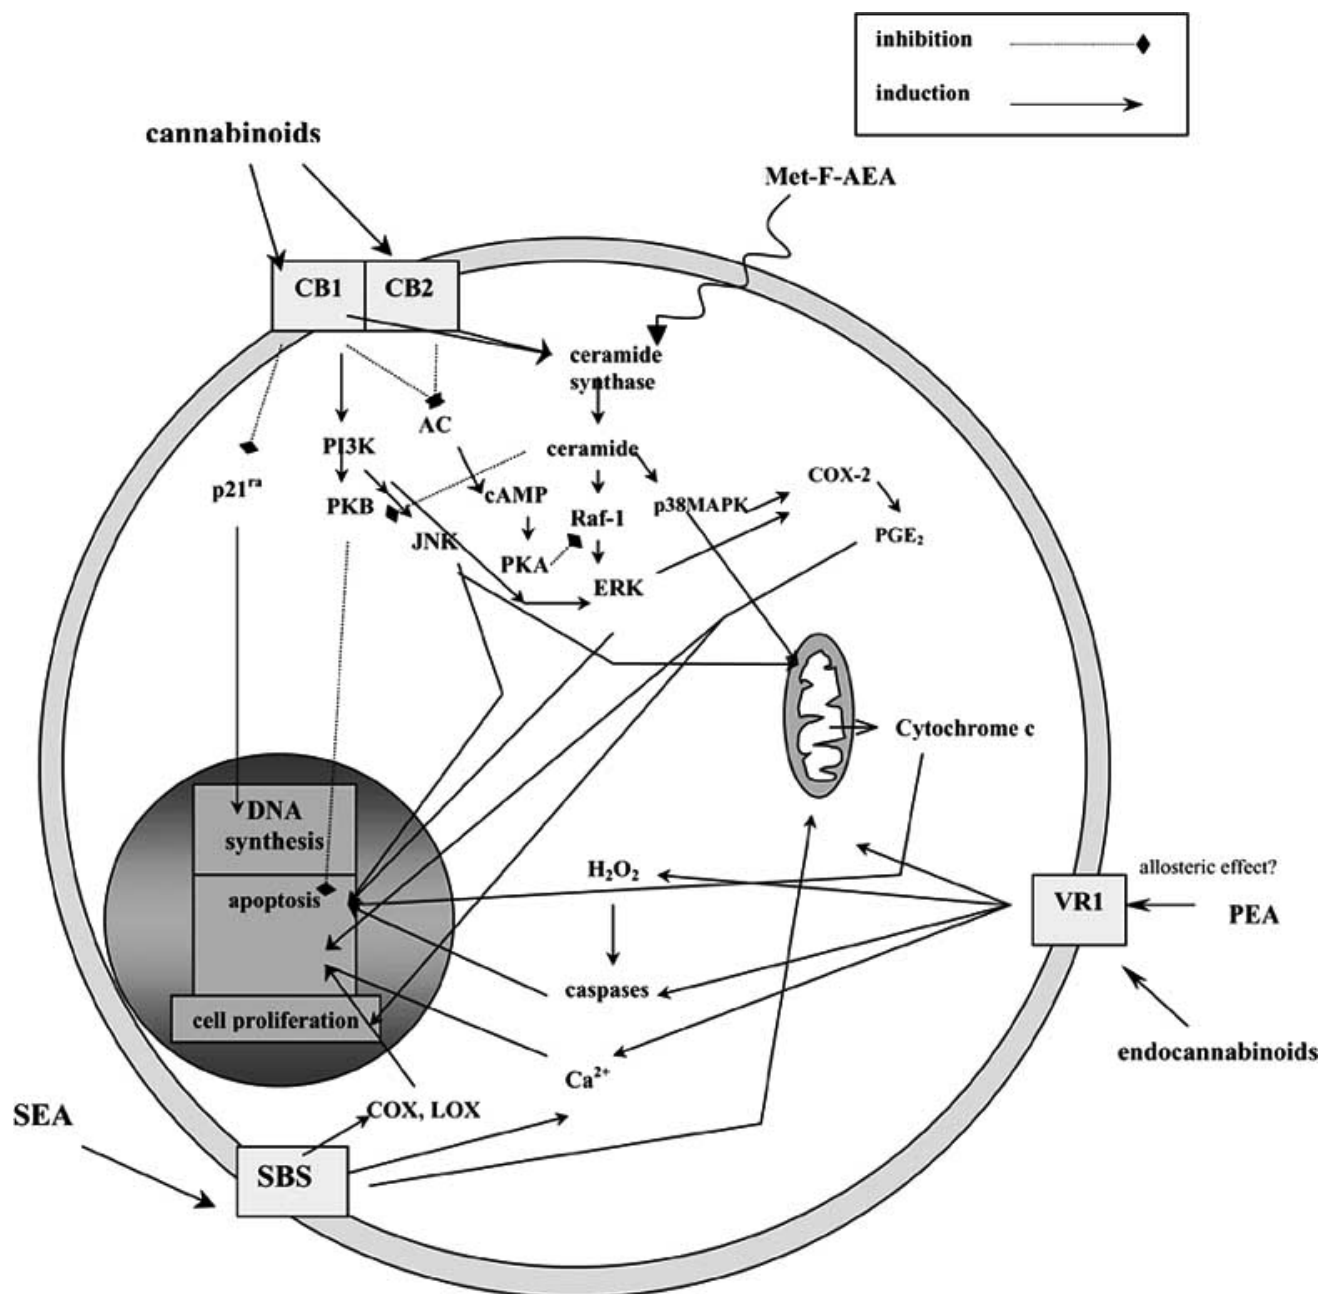 inhibition
induction
cannabinoids
Met-F-AEA
CB1
CB2
ceramide
synthase
AC
PI3K
ceramide
COX-2
p21ra
cAMP
p38MAPK
PKB
Raf-1
JNK
PGE₂
PKA
ERK
Cytochrome c
DNA
synthesis
H₂O₂
allosteric effect?
apoptosis
VR1
PEA
caspases
cell proliferation
endocannabinoids
Ca²⁺
SEA
COX, LOX
SBS